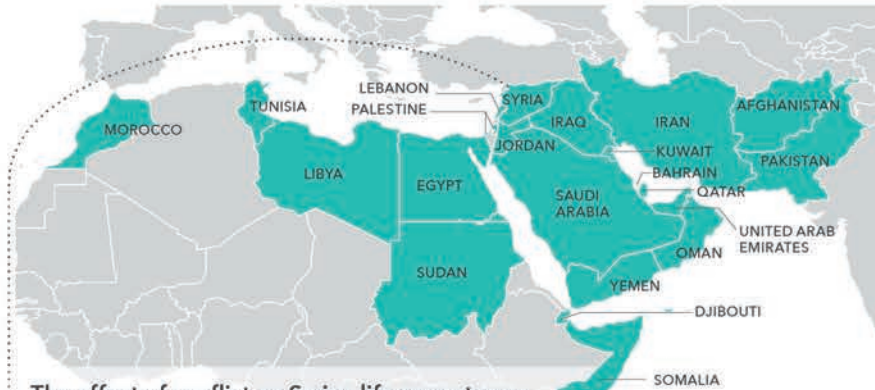 LEBANON
PALESTINE
SYRIA
TUNISIA
MOROCCO
IRAQ
IRAN
AFGHANISTAN
JORDAN
KUWAIT
PAKISTAN
LIBYA
EGYPT
BAHRAIN
QATAR
SAUDI
ARABIA
UNITED ARAB
EMIRATES
OMAN
SUDAN
YEMEN
DJIBOUTI
SOMALIA